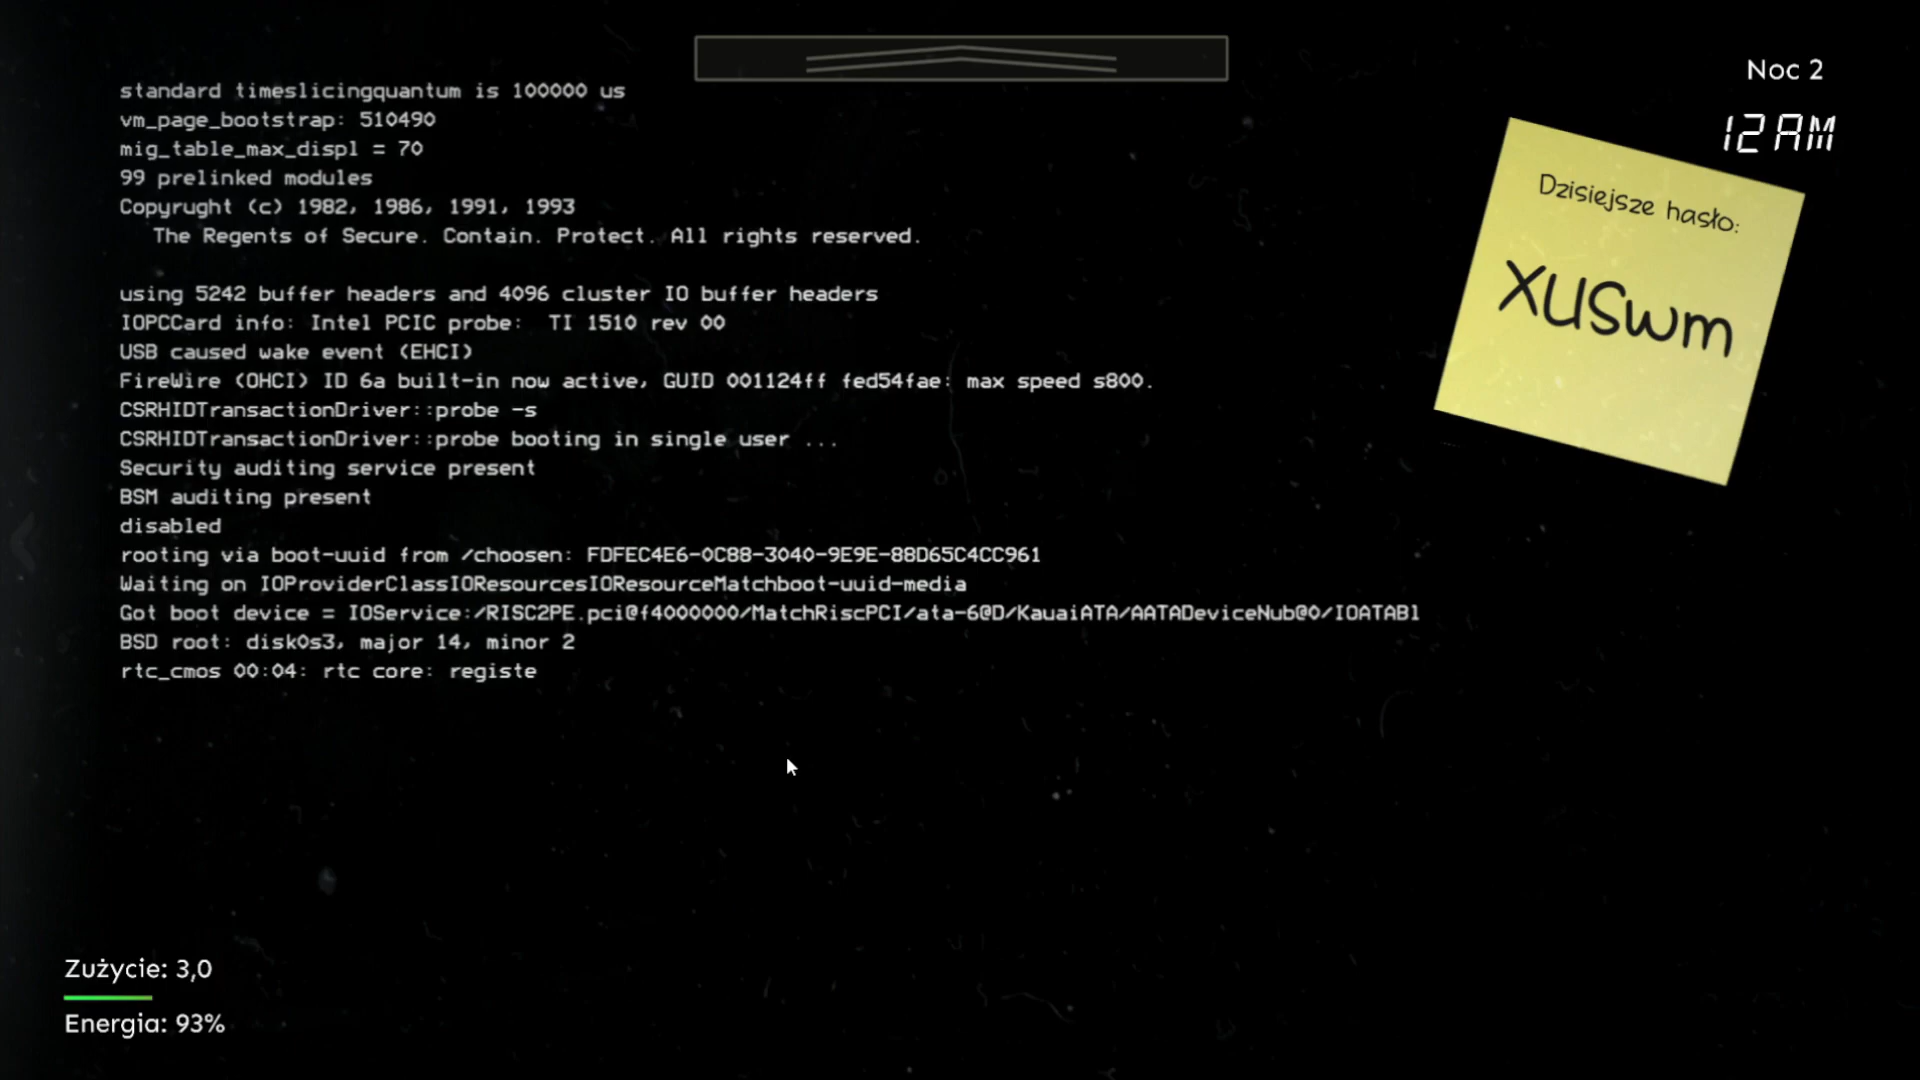 standard timeslicingquantum is 100000 us
vm_page_bootstrap: 510490
mig_table_max_displ = 70
99 prelinked modules
Copyrught (c) 1982, 1986, 1991, 1993
The Regents of Secure. Contain. Protect. All rights reserved.
using 5242 buffer headers and 4096 cluster IO buffer headers
IOPCCard info: Intel PCIC probe: TI 1510 rev 00
USB caused wake event (EHCI)
FireWire (OHCI) ID 6a built-in now active, GUID 001124ff fed54fae: max speed s800.
CSRHIDTransactionDriver::probe -s
CSRHIDTransactionDriver::probe booting in single user ...
Security auditing service present
BSM auditing present
disabled
rooting via boot-uuid from /choosen: FDFEC4E6-0C88-3040-9E9E-88D65C4CC961
Waiting on IOProviderClassIOResourcesIOResourceMatchboot-uuid-media
Got boot device = IOService:/RISC2PE.pci@f4000000/MatchRiscPCI/ata-6@D/KauaiATA/AATADeviceNub@0/IOATABl
BSD root: disk0s3, major 14, minor 2
rtc_cmos 00:04: rtc core: registe
Noc 2
12 AM
Dzisiejsze hasło:
XUSwm
Zużycie: 3,0
Energia: 93%